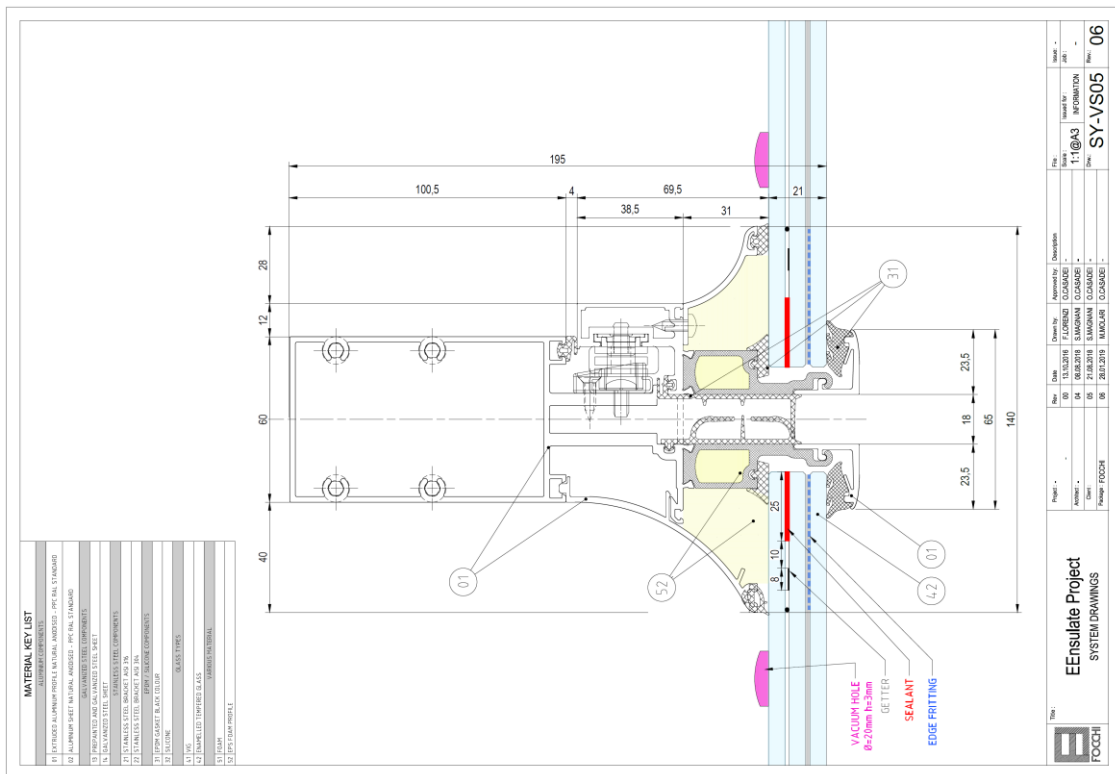 MATERIAL KEY LIST
ALUMINIUM COMPONENTS
01 EXTRUDED ALUMINIUM PROFILE NATURAL ANODISED - PPC RAL STANDARD
02 ALUMINIUM SHEET NATURAL ANODISED - PPC RAL STANDARD
GALVANIZED STEEL COMPONENTS
13 PREPAINTED AND GALVANIZED STEEL SHEET
14 GALVANIZED STEEL SHEET
STAINLESS STEEL COMPONENTS
21 STAINLESS STEEL BRACKET AISI 316
22 STAINLESS STEEL BRACKET AISI 304
EPDM / SILICONE COMPONENTS
31 EPDM GASKET BLACK COLOUR
32 SILICONE
GLASS TYPES
41 VIG
42 ENAMELLED TEMPERED GLASS
VARIOUS MATERIAL
51 FOAM
52 EPS FOAM PROFILE
195
100,5
4
69,5
21
38,5
31
28
12
60
40
31
23,5
18
65
140
23,5
25
10
8
01
52
01
42
VACUUM HOLE
Ø=20mm h=3mm
GETTER
SEALANT
EDGE FRITTING
Title :
EEnsulate Project
SYSTEM DRAWINGS
FOCCHI
Project : -
Architect : -
Client : -
Package : FOCCHI
Rev Date Drawn by: Approved by: Description
00 13.10.2016 F.LORENZI O.CASADEI -
04 08.08.2018 S.MAGNANI O.CASADEI -
05 21.08.2018 S.MAGNANI O.CASADEI -
06 28.01.2019 M.MOLARI O.CASADEI -
File : -
Issue : -
Scale : 1:1@A3
Issued for : INFORMATION
Job : -
Dwg. : SY-VS05
Rev. : 06